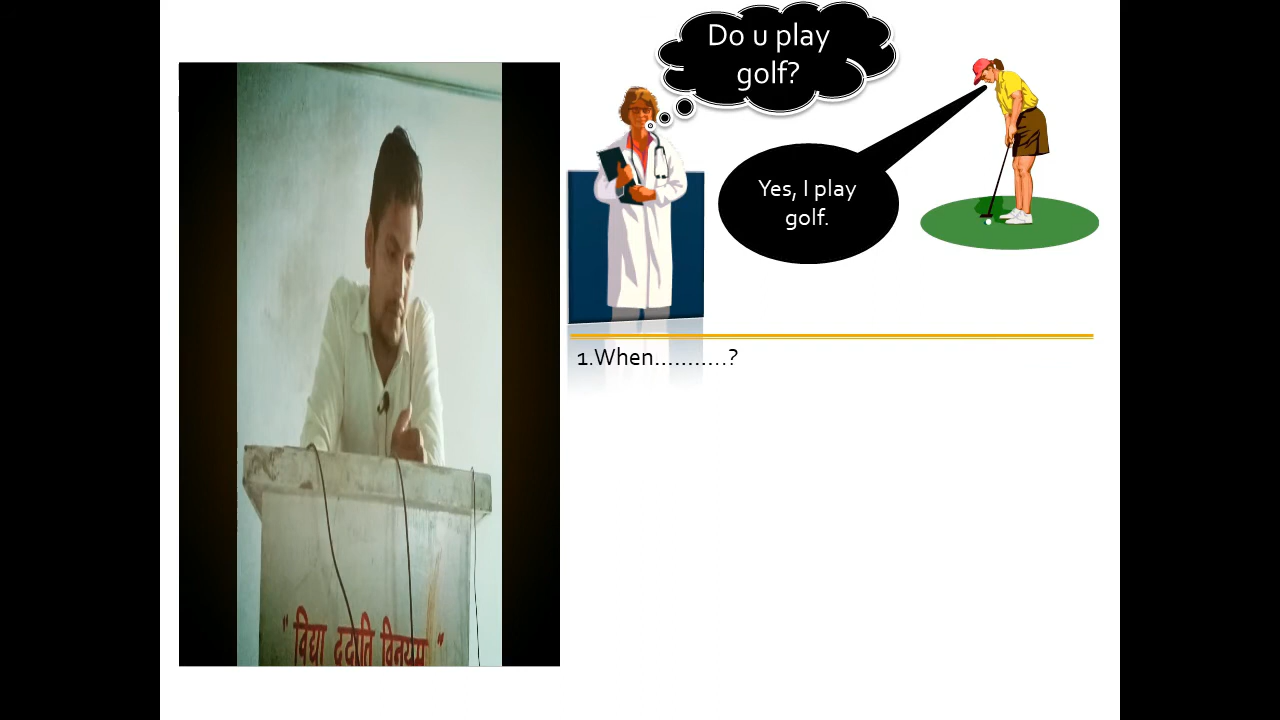 Do u play
golf?
Yes, I play
golf.
1.When...........?
"विद्या ददाति विनयम्"